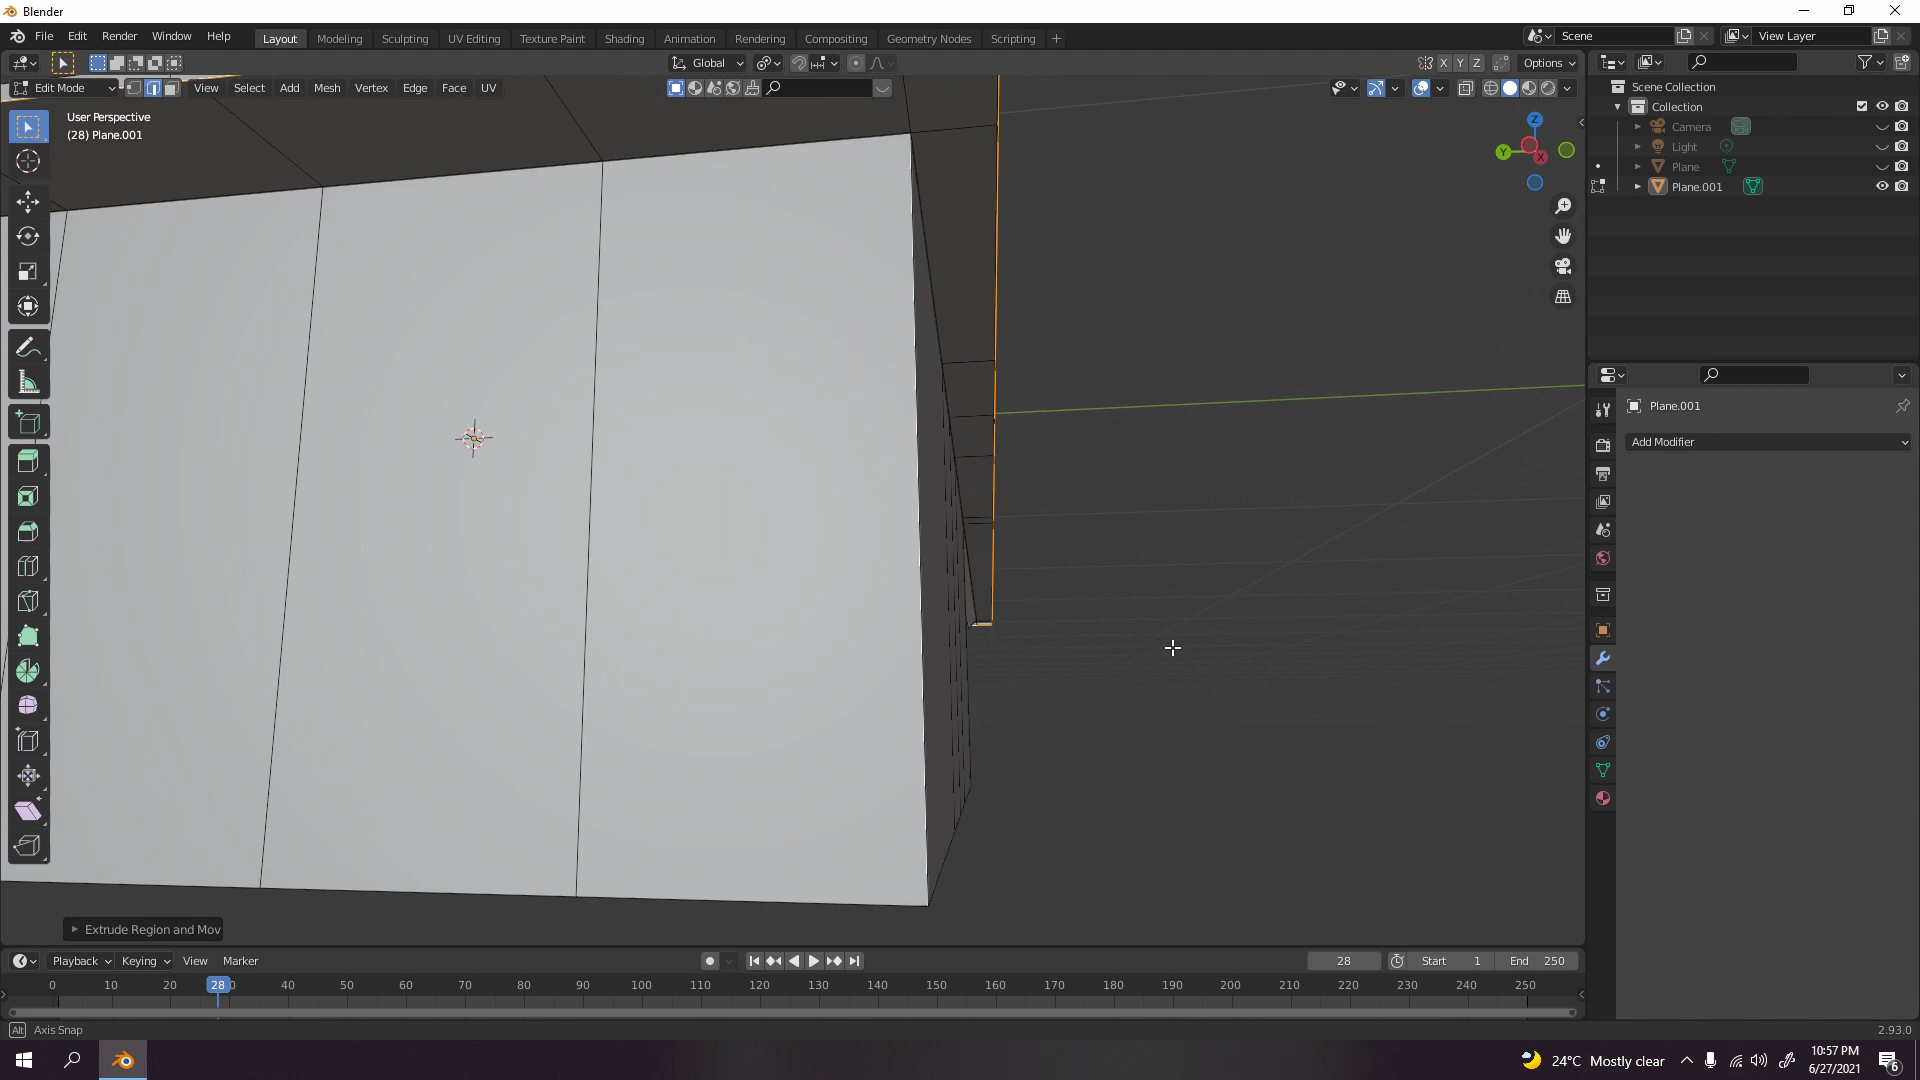 Blender
File Edit Render Window Help
Layout Modeling Sculpting UV Editing Texture Paint Shading Animation Rendering Compositing Geometry Nodes Scripting +
Scene
View Layer
Global
X Y Z
Options
Edit Mode View Select Add Mesh Vertex Edge Face UV
User Perspective
(28) Plane.001
Z
Y
X
Scene Collection
Collection
Camera
Light
Plane
Plane.001
Plane.001
Add Modifier
Extrude Region and Mov
Playback Keying View Marker
28
Start 1
End 250
0 10 20 28 0 40 50 60 70 80 90 100 110 120 130 140 150 160 170 180 190 200 210 220 230 240 250
Alt Axis Snap
2.93.0
24°C Mostly clear
10:57 PM
6/27/2021
6